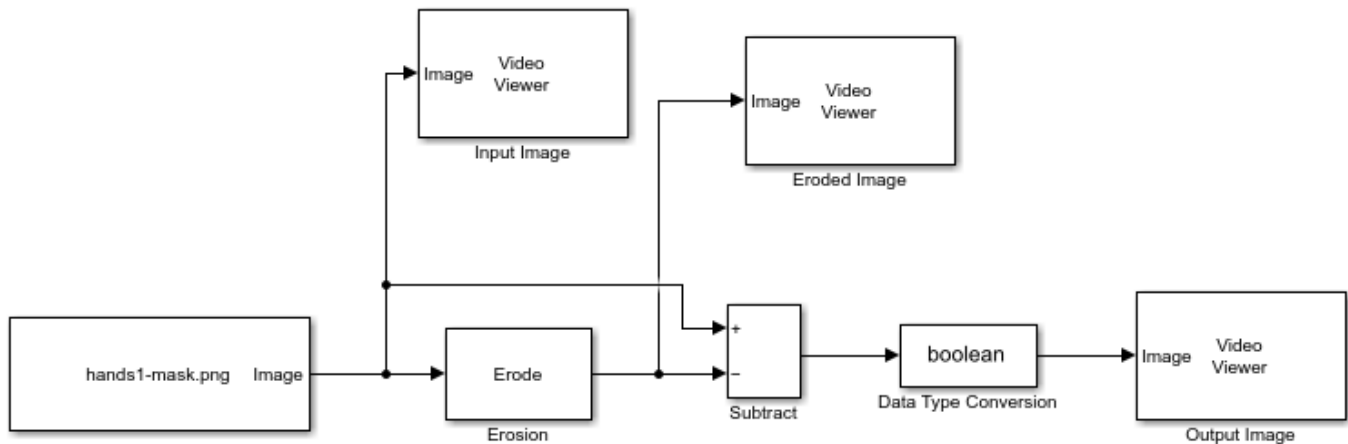 Image
Video
Viewer
Input Image
Image
Video
Viewer
Eroded Image
hands1-mask.png
Image
Erode
Erosion
+
−
Subtract
boolean
Data Type Conversion
Image
Video
Viewer
Output Image